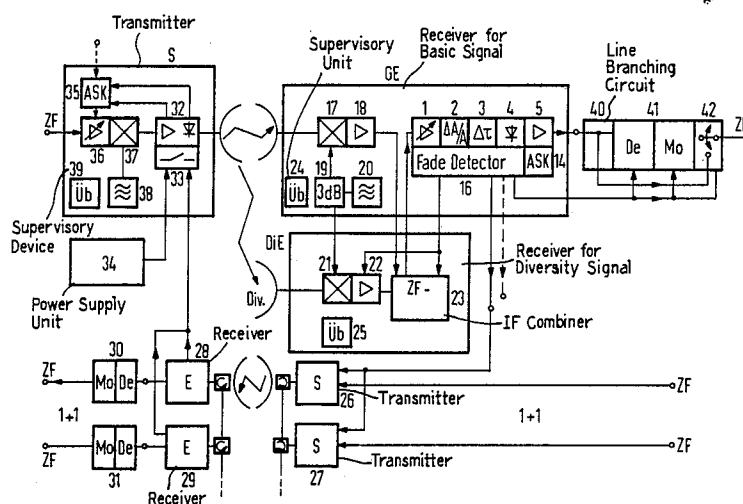 Transmitter
S
35
ASK
32
ZF
36
37
33
39
Üb
38
Supervisory
Device
34
Power Supply
Unit
Supervisory
Unit
Receiver for
Basic Signal
GE
17
18
1
2
3
4
5
ΔA/A
Δτ
Fade Detector
ASK
14
16
24
Üb
19
3dB
20
Line
Branching
Circuit
40
41
42
De
Mo
DiE
Receiver for
Diversity Signal
21
22
ZF-
23
Div.
Üb
25
IF Combiner
Receiver
30
28
ZF
Mo
De
E
S
26
Transmitter
ZF
1+1
1+1
ZF
Mo
De
E
S
ZF
31
29
27
Transmitter
Receiver